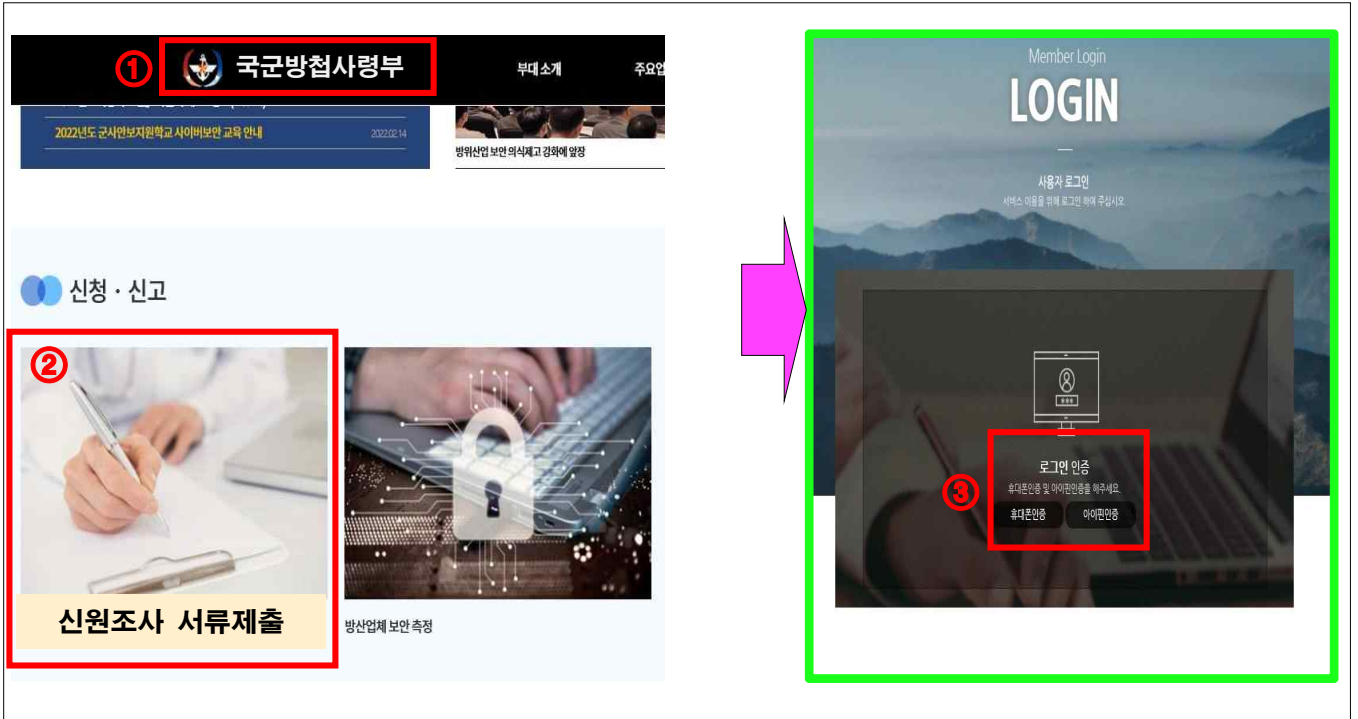 ① 국군방첩사령부
부대 소개
주요업
2022년도 군사안보지원학교 사이버보안 교육 안내
2022.02.14
방위산업 보안 의식제고 강화에 앞장
신청 · 신고
②
신원조사 서류제출
방산업체 보안 측정
Member Login
LOGIN
사용자 로그인
서비스 이용을 위해 로그인 하여 주십시오.
로그인 인증
③
휴대폰인증 및 아이핀인증을 해주세요.
휴대폰인증
아이핀인증